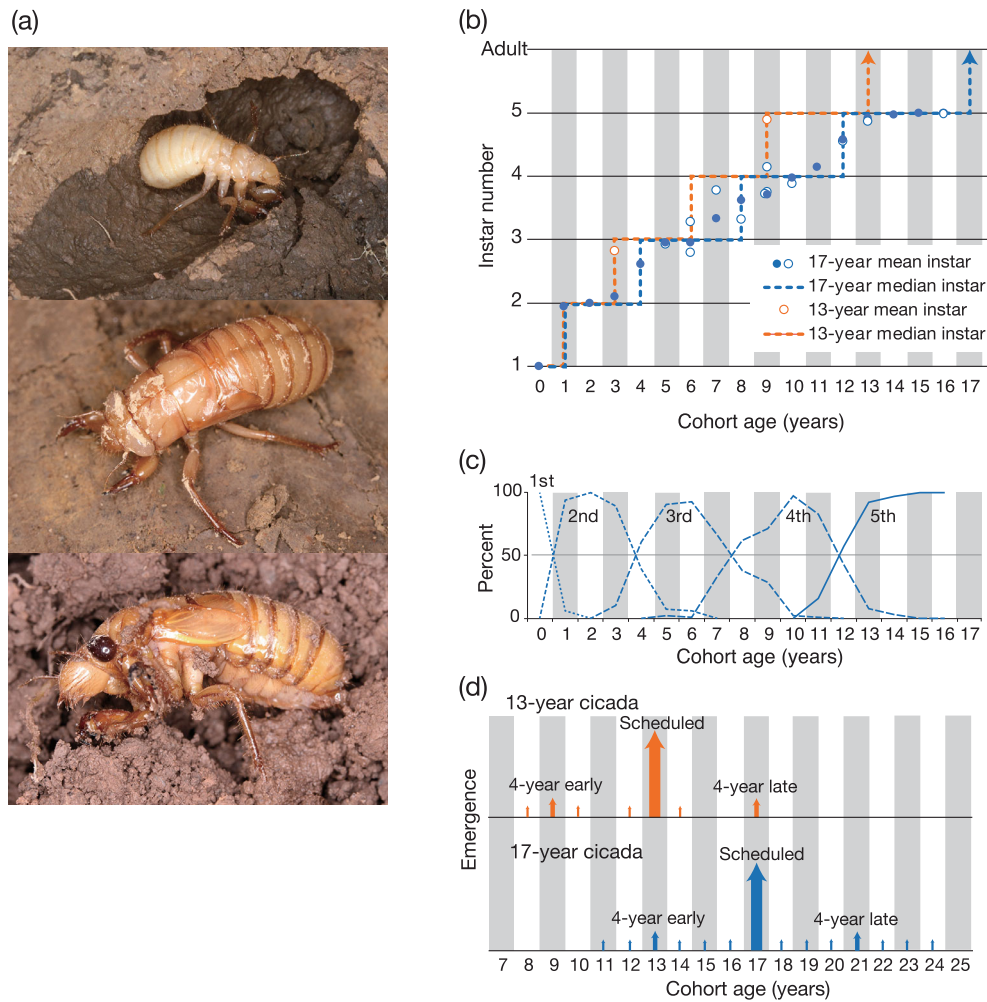 (a)
(b)
Adult
5
4
3
2
1
Instar number
17-year mean instar
17-year median instar
13-year mean instar
13-year median instar
0 1 2 3 4 5 6 7 8 9 10 11 12 13 14 15 16 17
Cohort age (years)
(c)
1st
100
2nd 3rd 4th 5th
50
0
Percent
0 1 2 3 4 5 6 7 8 9 10 11 12 13 14 15 16 17
Cohort age (years)
(d)
13-year cicada
Scheduled
4-year early 4-year late
Emergence
17-year cicada
Scheduled
4-year early 4-year late
7 8 9 10 11 12 13 14 15 16 17 18 19 20 21 22 23 24 25
Cohort age (years)